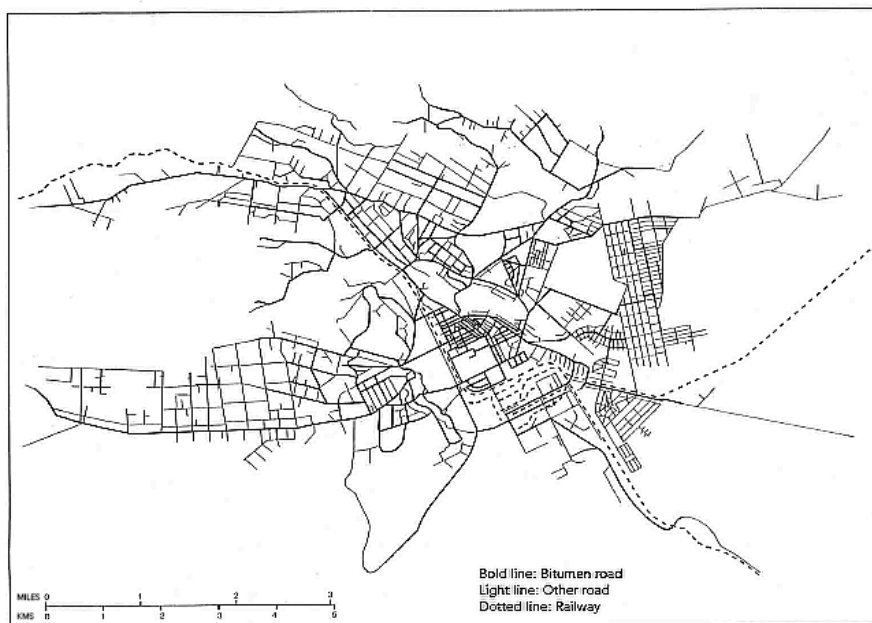 Bold line: Bitumen road
Light line: Other road
Dotted line: Railway
MILES 0 1 2 3
KMS 0 1 2 3 4 5